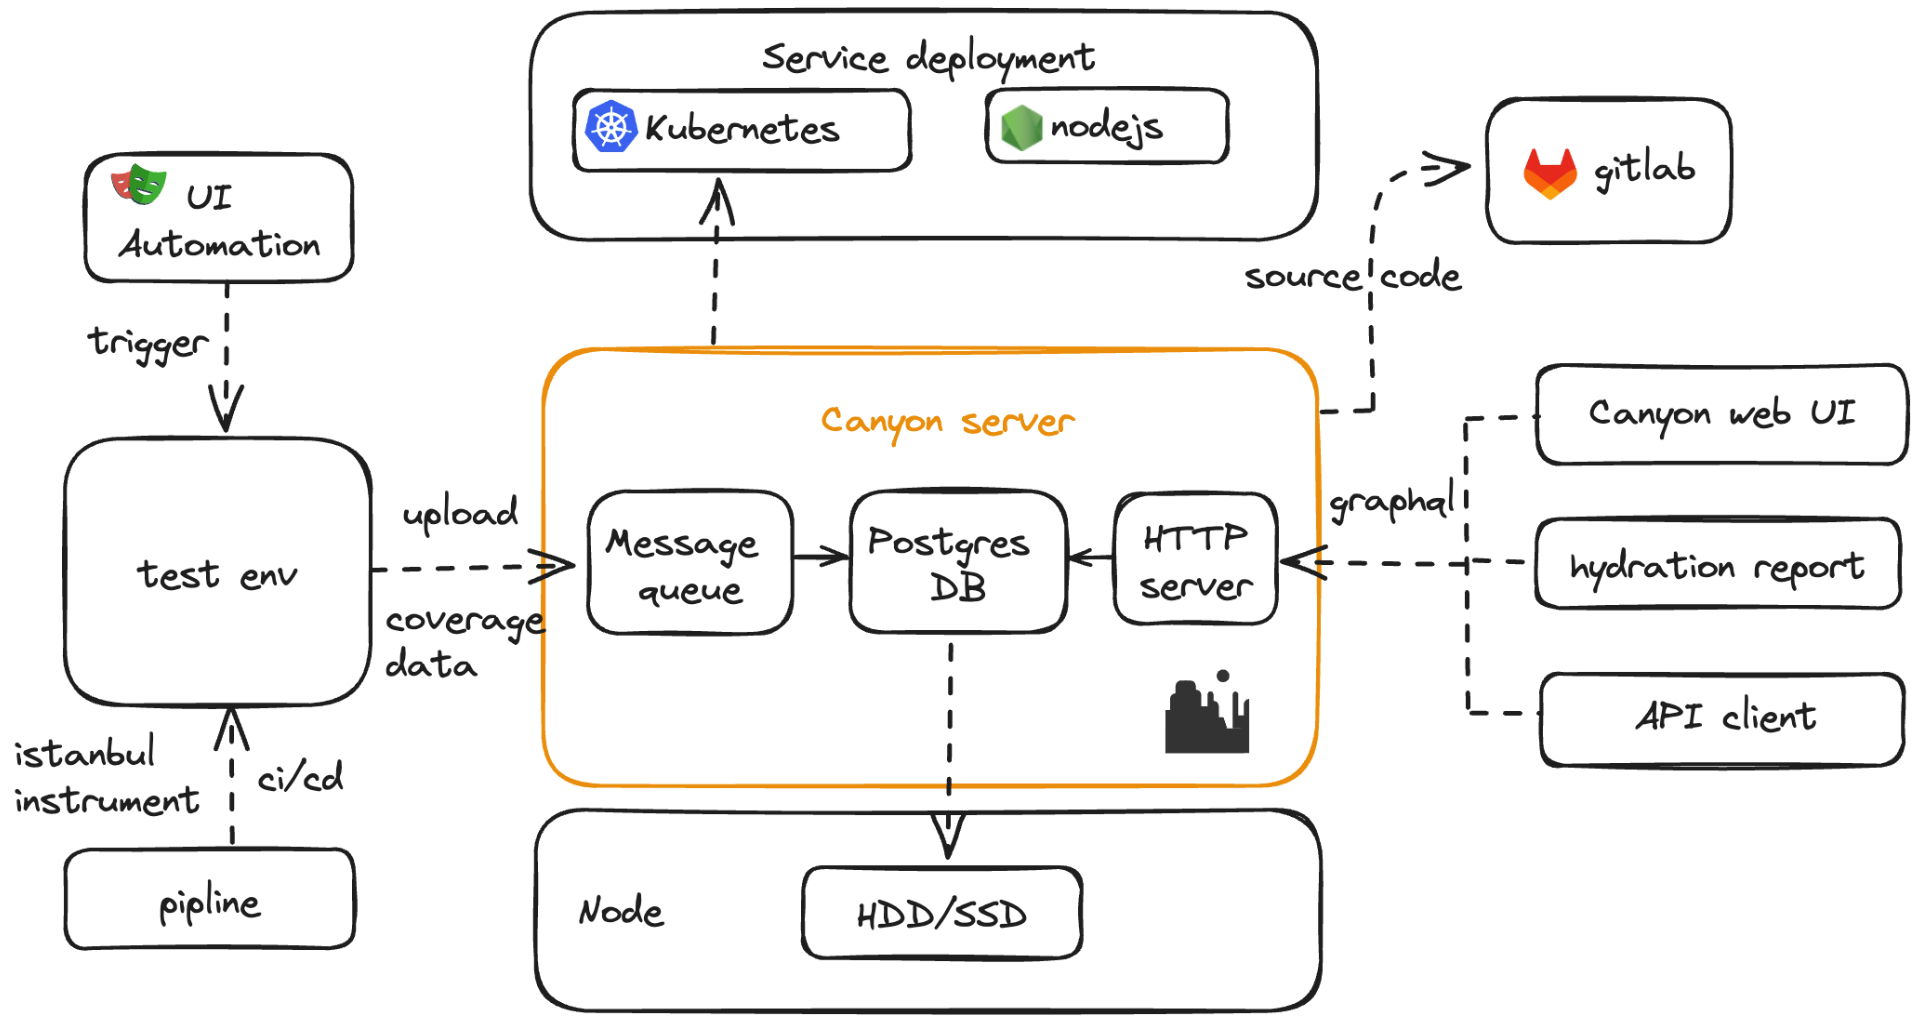 Service deployment
Kubernetes
nodejs
gitlab
UI
Automation
source code
trigger
Canyon server
Canyon web UI
upload
graphql
Message
queue
Postgres
DB
HTTP
server
test env
hydration report
coverage
data
API client
istanbul
instrument
ci/cd
pipline
Node
HDD/SSD